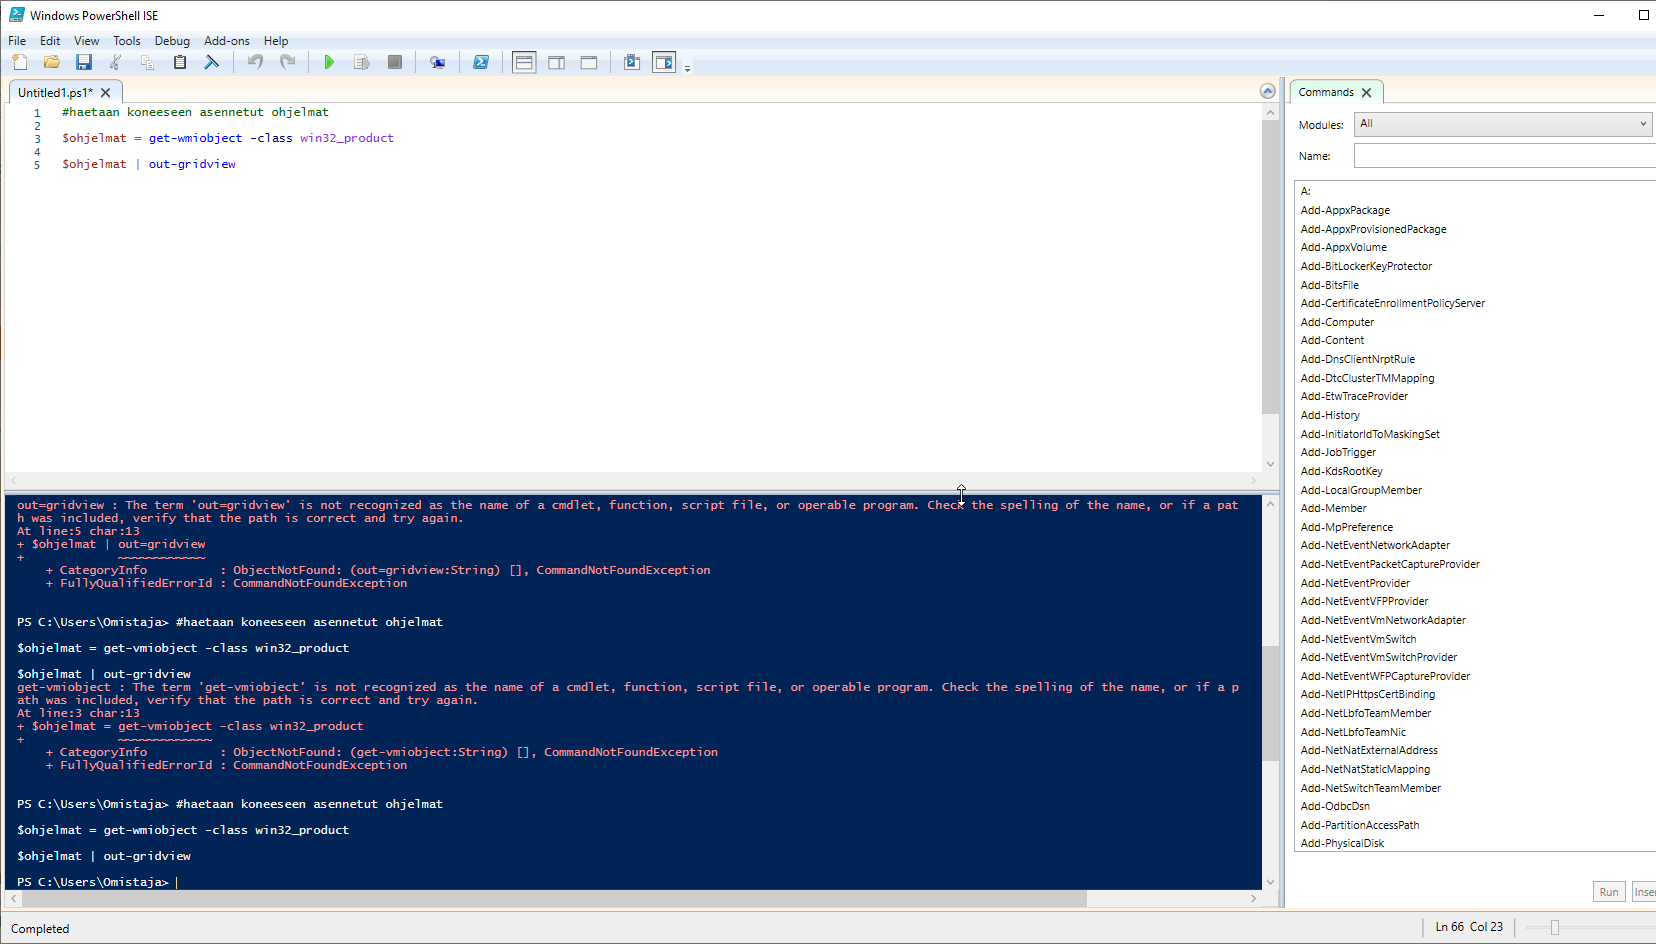 Windows PowerShell ISE
File Edit View Tools Debug Add-ons Help
Untitled1.ps1*
1 #haetaan koneeseen asennetut ohjelmat
2
3 $ohjelmat = get-wmiobject -class win32_product
4
5 $ohjelmat | out-gridview
out=gridview : The term 'out=gridview' is not recognized as the name of a cmdlet, function, script file, or operable program. Check the spelling of the name, or if a pat
h was included, verify that the path is correct and try again.
At line:5 char:13
+ $ohjelmat | out=gridview
+ ~~~~~~~~~~~~
+ CategoryInfo : ObjectNotFound: (out=gridview:String) [], CommandNotFoundException
+ FullyQualifiedErrorId : CommandNotFoundException
PS C:\Users\Omistaja> #haetaan koneeseen asennetut ohjelmat
$ohjelmat = get-vmiobject -class win32_product
$ohjelmat | out-gridview
get-vmiobject : The term 'get-vmiobject' is not recognized as the name of a cmdlet, function, script file, or operable program. Check the spelling of the name, or if a p
ath was included, verify that the path is correct and try again.
At line:3 char:13
+ $ohjelmat = get-vmiobject -class win32_product
+ ~~~~~~~~~~~~~
+ CategoryInfo : ObjectNotFound: (get-vmiobject:String) [], CommandNotFoundException
+ FullyQualifiedErrorId : CommandNotFoundException
PS C:\Users\Omistaja> #haetaan koneeseen asennetut ohjelmat
$ohjelmat = get-wmiobject -class win32_product
$ohjelmat | out-gridview
PS C:\Users\Omistaja>
Commands
Modules: All
Name:
A:
Add-AppxPackage
Add-AppxProvisionedPackage
Add-AppxVolume
Add-BitLockerKeyProtector
Add-BitsFile
Add-CertificateEnrollmentPolicyServer
Add-Computer
Add-Content
Add-DnsClientNrptRule
Add-DtcClusterTMMapping
Add-EtwTraceProvider
Add-History
Add-InitiatorIdToMaskingSet
Add-JobTrigger
Add-KdsRootKey
Add-LocalGroupMember
Add-Member
Add-MpPreference
Add-NetEventNetworkAdapter
Add-NetEventPacketCaptureProvider
Add-NetEventProvider
Add-NetEventVFPProvider
Add-NetEventVmNetworkAdapter
Add-NetEventVmSwitch
Add-NetEventVmSwitchProvider
Add-NetEventWFPCaptureProvider
Add-NetIPHttpsCertBinding
Add-NetLbfoTeamMember
Add-NetLbfoTeamNic
Add-NetNatExternalAddress
Add-NetNatStaticMapping
Add-NetSwitchTeamMember
Add-OdbcDsn
Add-PartitionAccessPath
Add-PhysicalDisk
Run Inser
Completed
Ln 66 Col 23